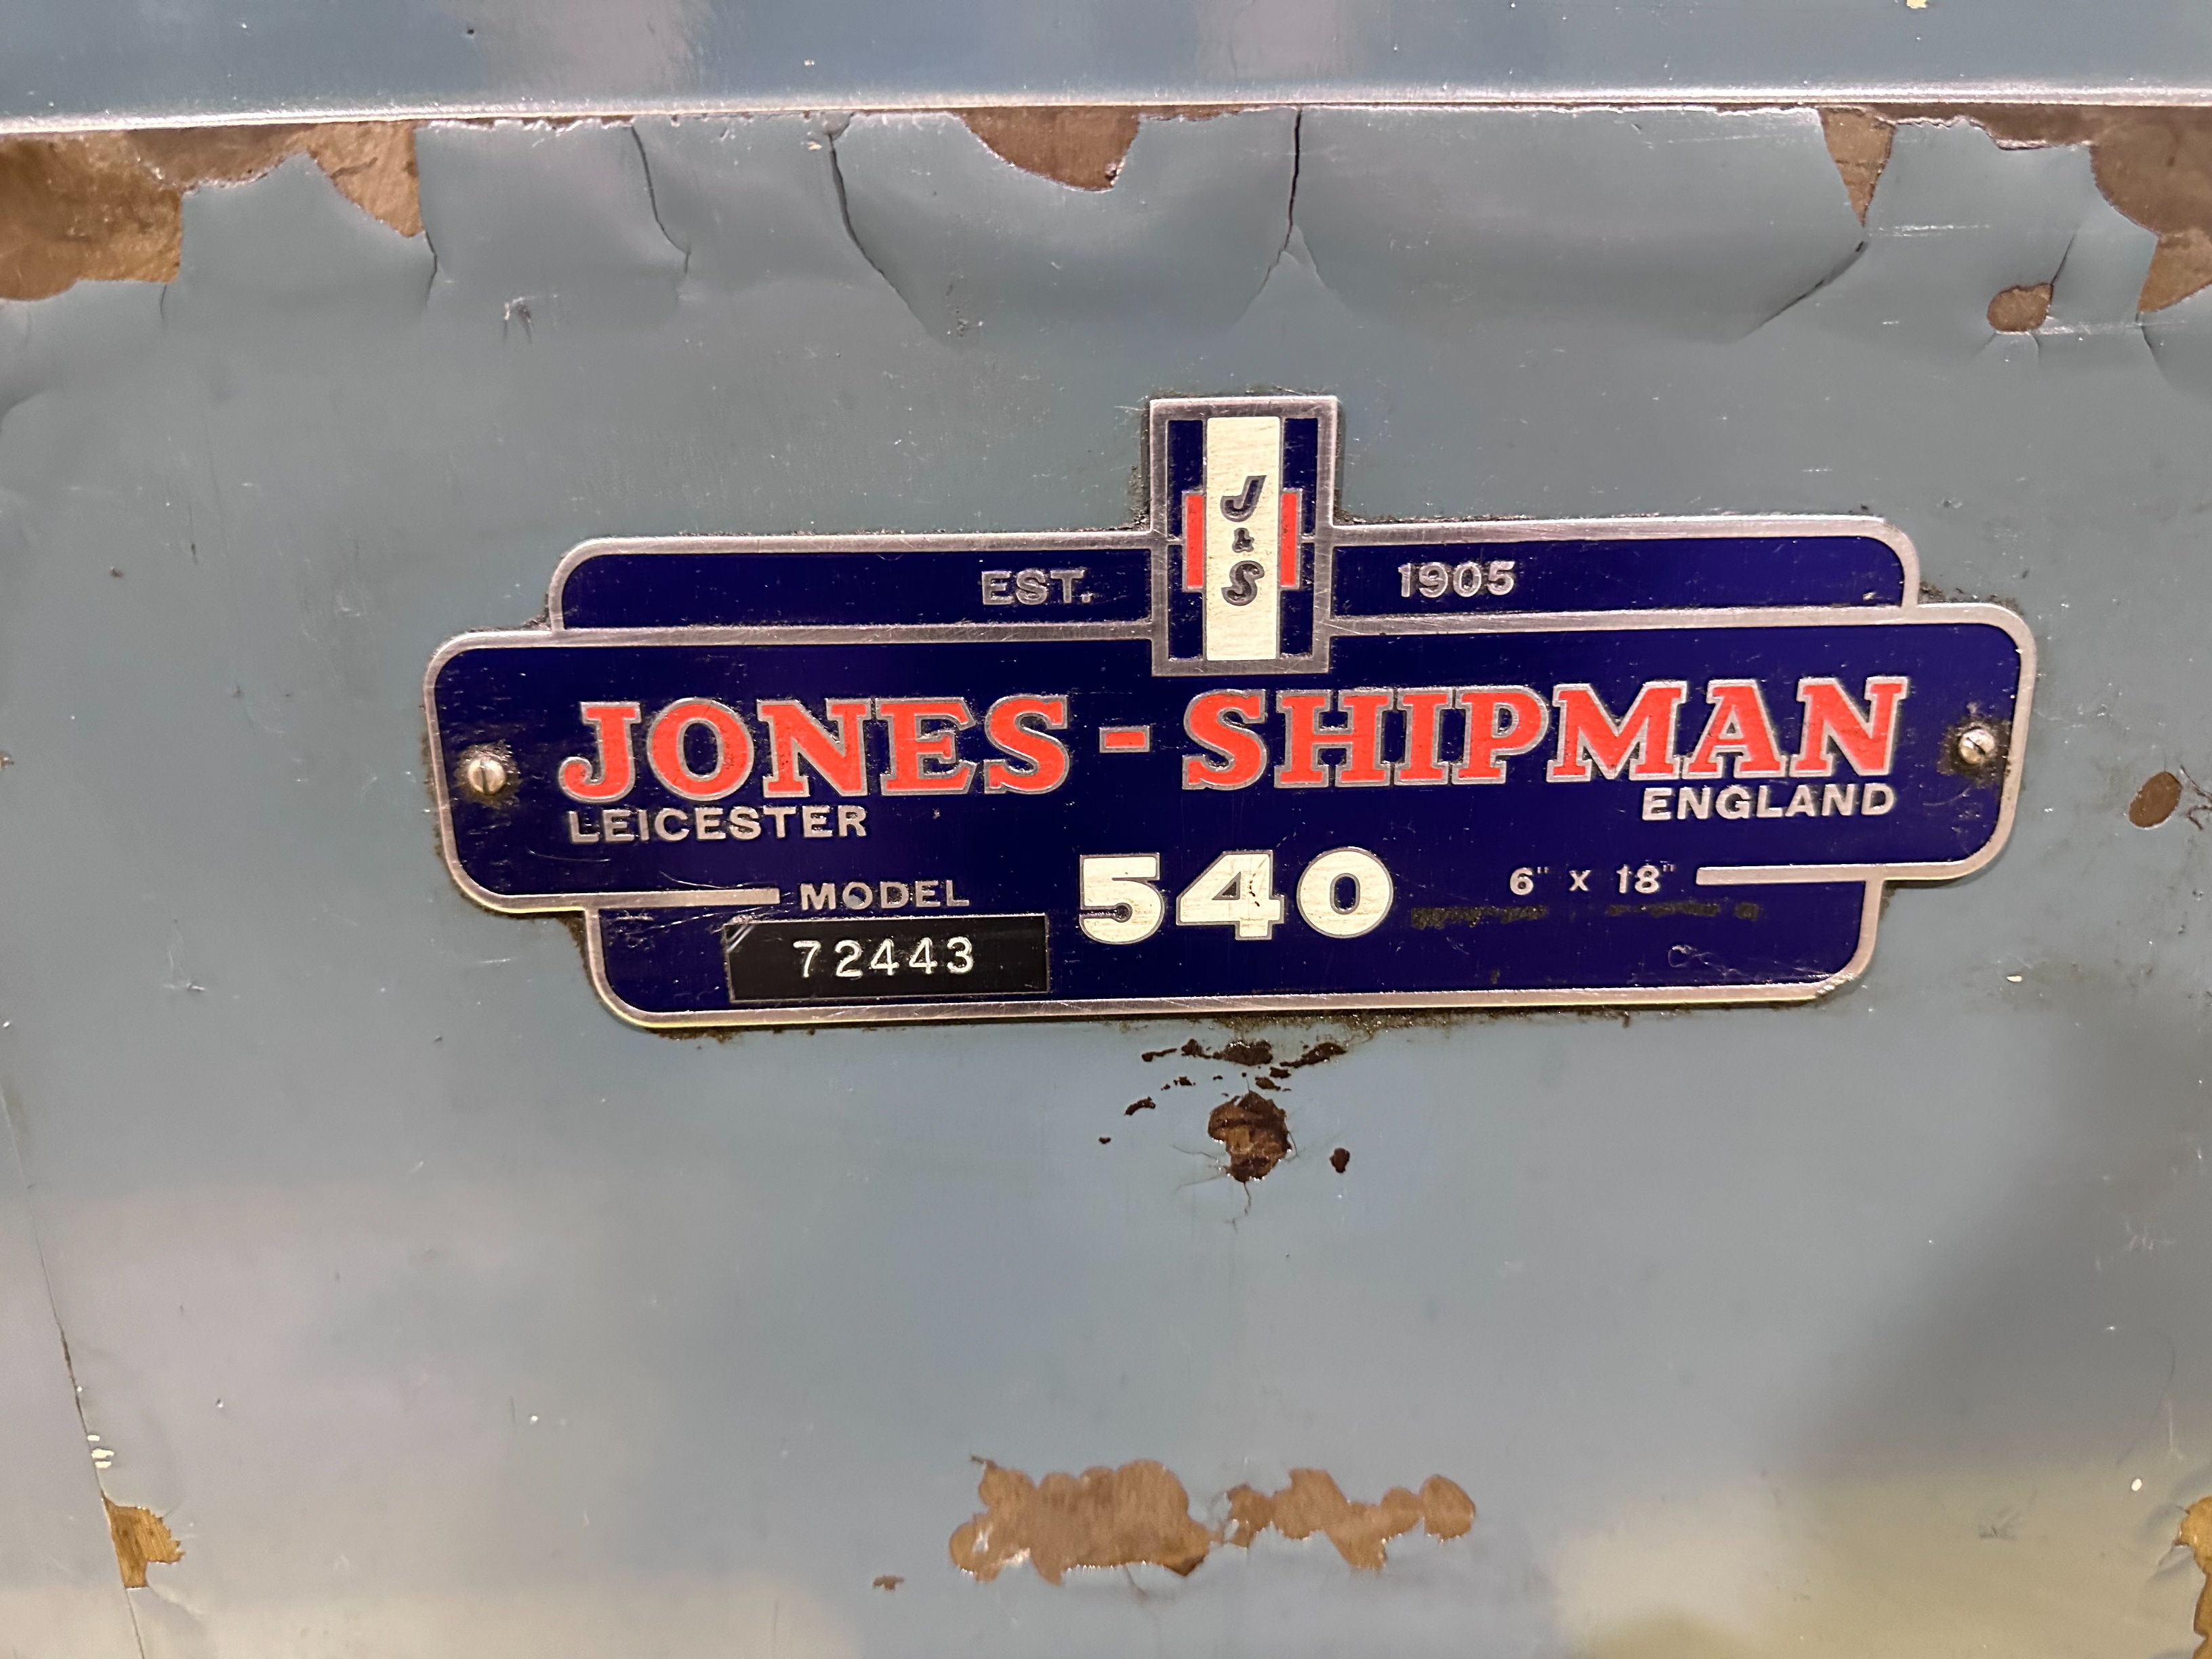 J
&
S
EST. 1905
JONES - SHIPMAN
LEICESTER ENGLAND
MODEL 540 6" x 18"
72443